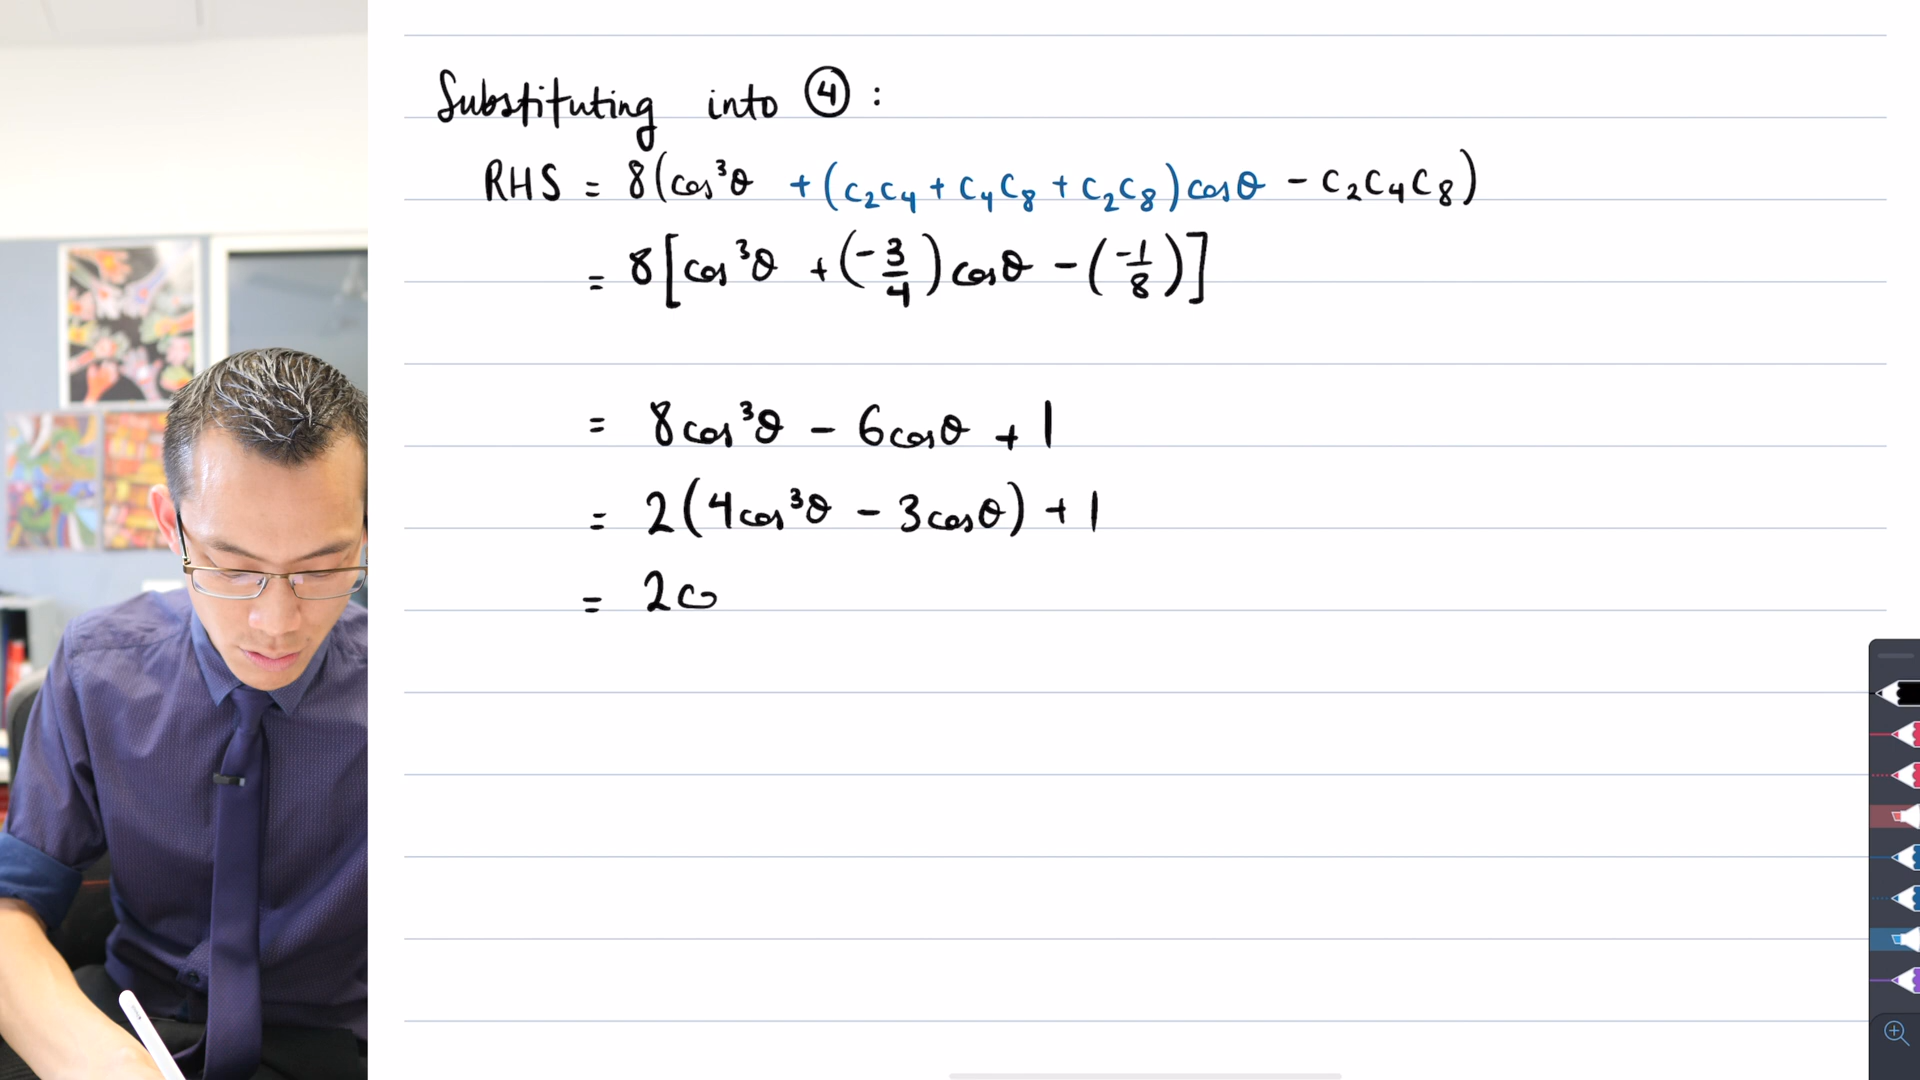 Substituting into ④ :
RHS = 8(cos³θ + (c₂c₄ + c₄c₈ + c₂c₈)cosθ - c₂c₄c₈)
= 8[cos³θ + (-3/4)cosθ - (-1/8)]
= 8cos³θ - 6cosθ + 1
= 2(4cos³θ - 3cosθ) + 1
= 2co